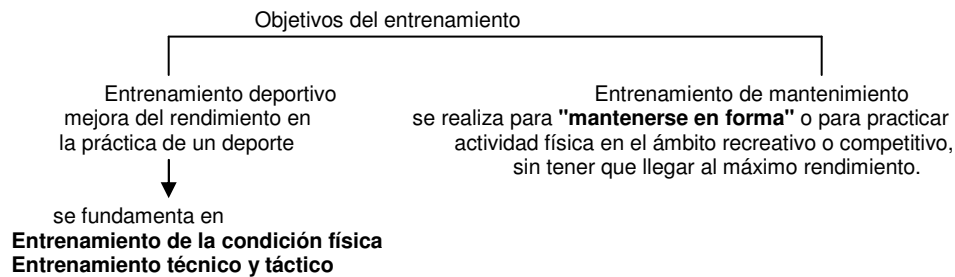 Objetivos del entrenamiento
Entrenamiento deportivo
mejora del rendimiento en
la práctica de un deporte
se fundamenta en
Entrenamiento de la condición física
Entrenamiento técnico y táctico
Entrenamiento de mantenimiento
se realiza para "mantenerse en forma" o para practicar
actividad física en el ámbito recreativo o competitivo,
sin tener que llegar al máximo rendimiento.